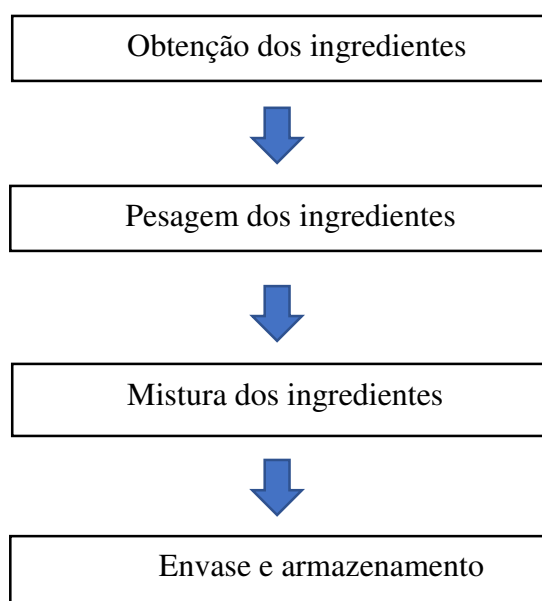 Obtenção dos ingredientes
Pesagem dos ingredientes
Mistura dos ingredientes
Envase e armazenamento